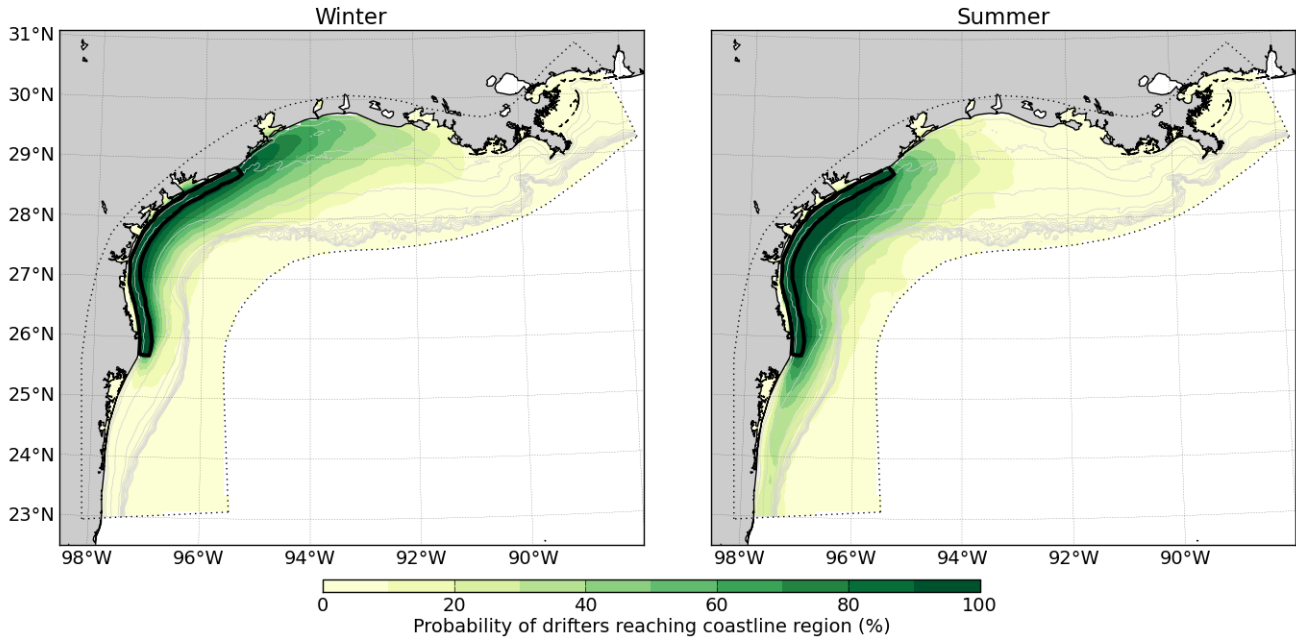 Winter
Summer
31°N
30°N
29°N
28°N
27°N
26°N
25°N
24°N
23°N
98°W 96°W 94°W 92°W 90°W
98°W 96°W 94°W 92°W 90°W
0 20 40 60 80 100
Probability of drifters reaching coastline region (%)